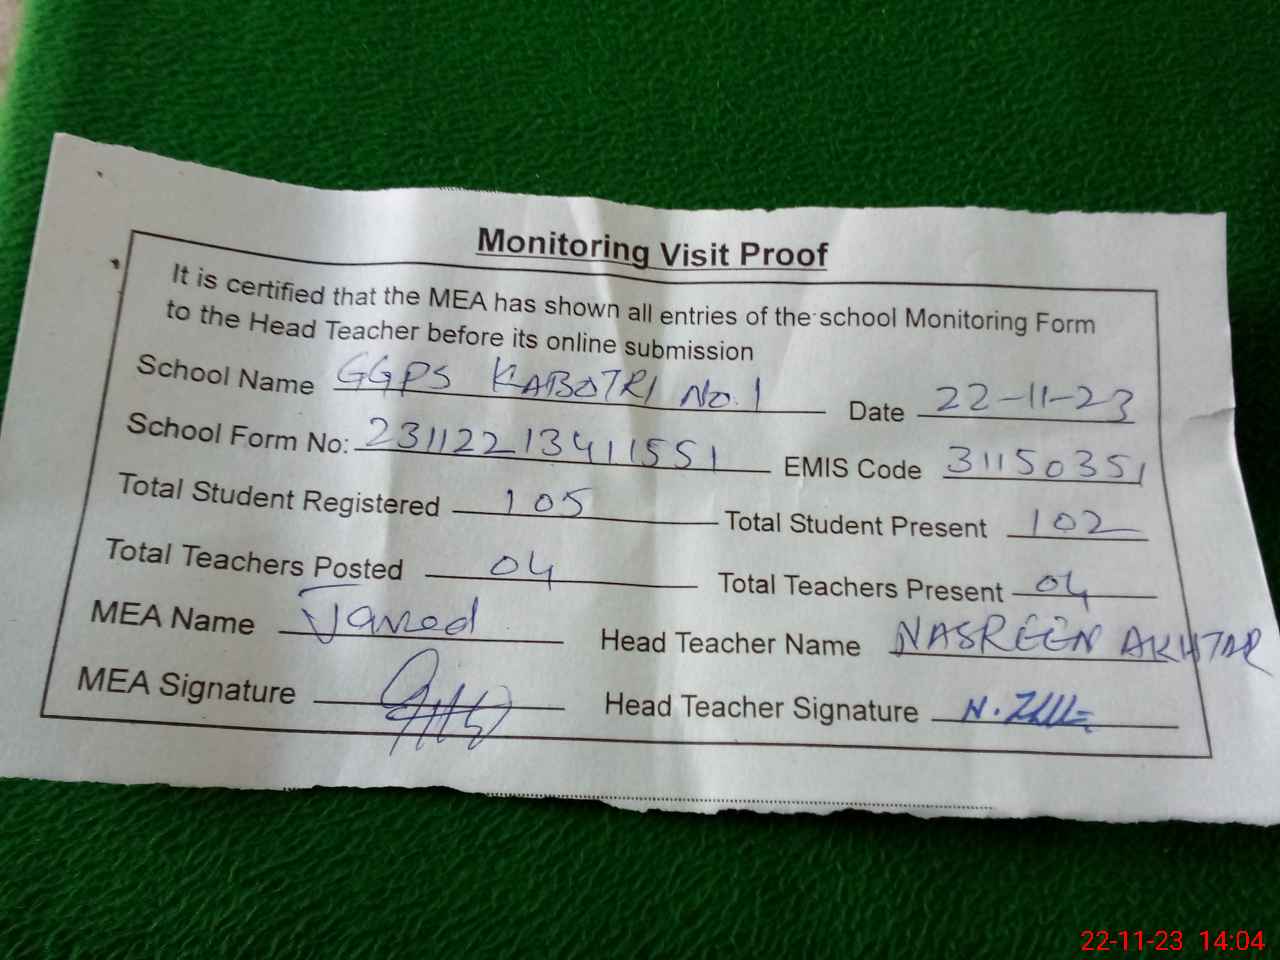 Monitoring Visit Proof
It is certified that the MEA has shown all entries of the school Monitoring Form
to the Head Teacher before its online submission
School Name GGPS KABOTRI No. 1 Date 22-11-23
School Form No: 23112213411551 EMIS Code 31150351
Total Student Registered 105 Total Student Present 102
Total Teachers Posted 04 Total Teachers Present 04
MEA Name Javed Head Teacher Name NASREEN AKHTAR
MEA Signature Head Teacher Signature N.
22-11-23 14:04